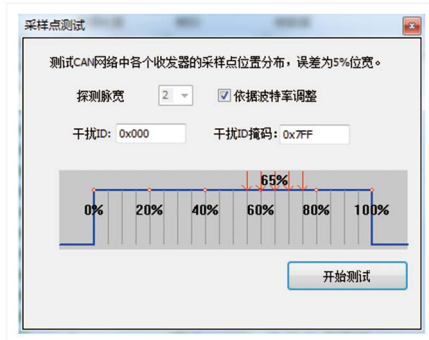 采样点测试
测试CAN网络中各个收发器的采样点位置分布，误差为5%位宽。
探测脉宽 2 依据波特率调整
干扰ID: 0x000 干扰ID掩码: 0x7FF
65%
0% 20% 40% 60% 80% 100%
开始测试